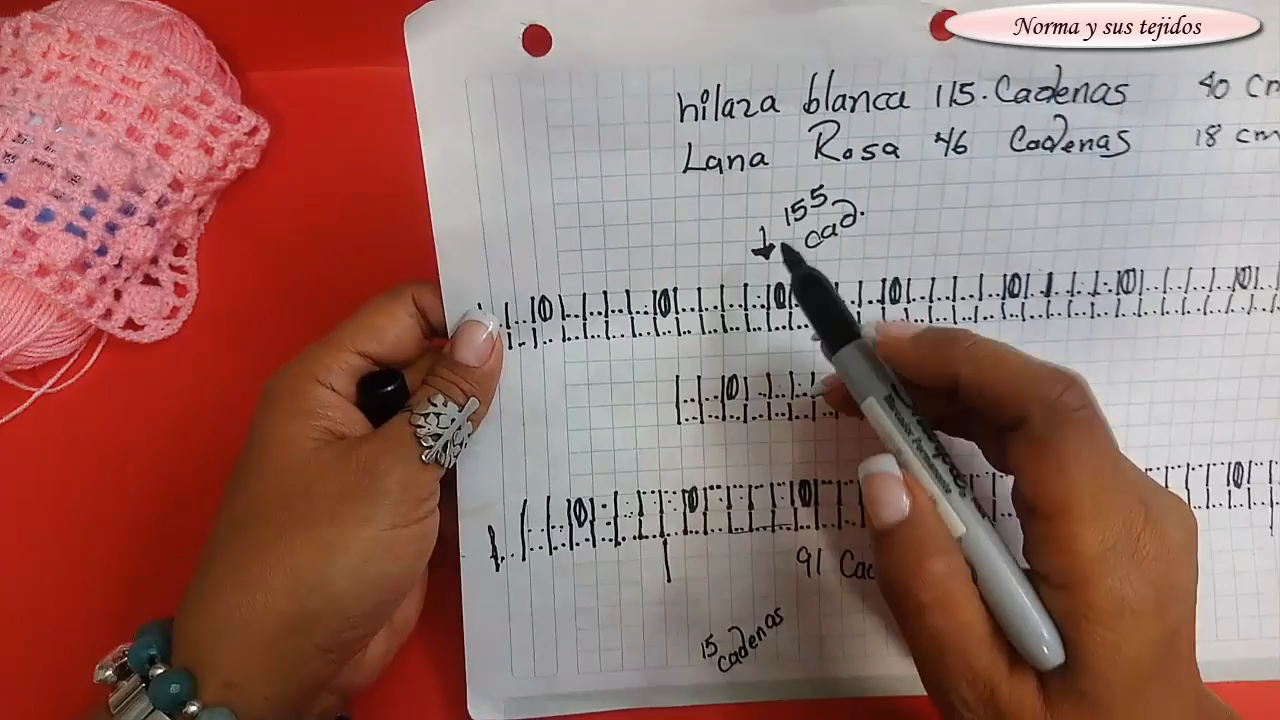 Norma y sus tejidos
hilaza blanca 115. Cadenas 40 Cm
Lana Rosa 46 Cadenas 18 cm
155
cad.
91 Cad
15
cadenas